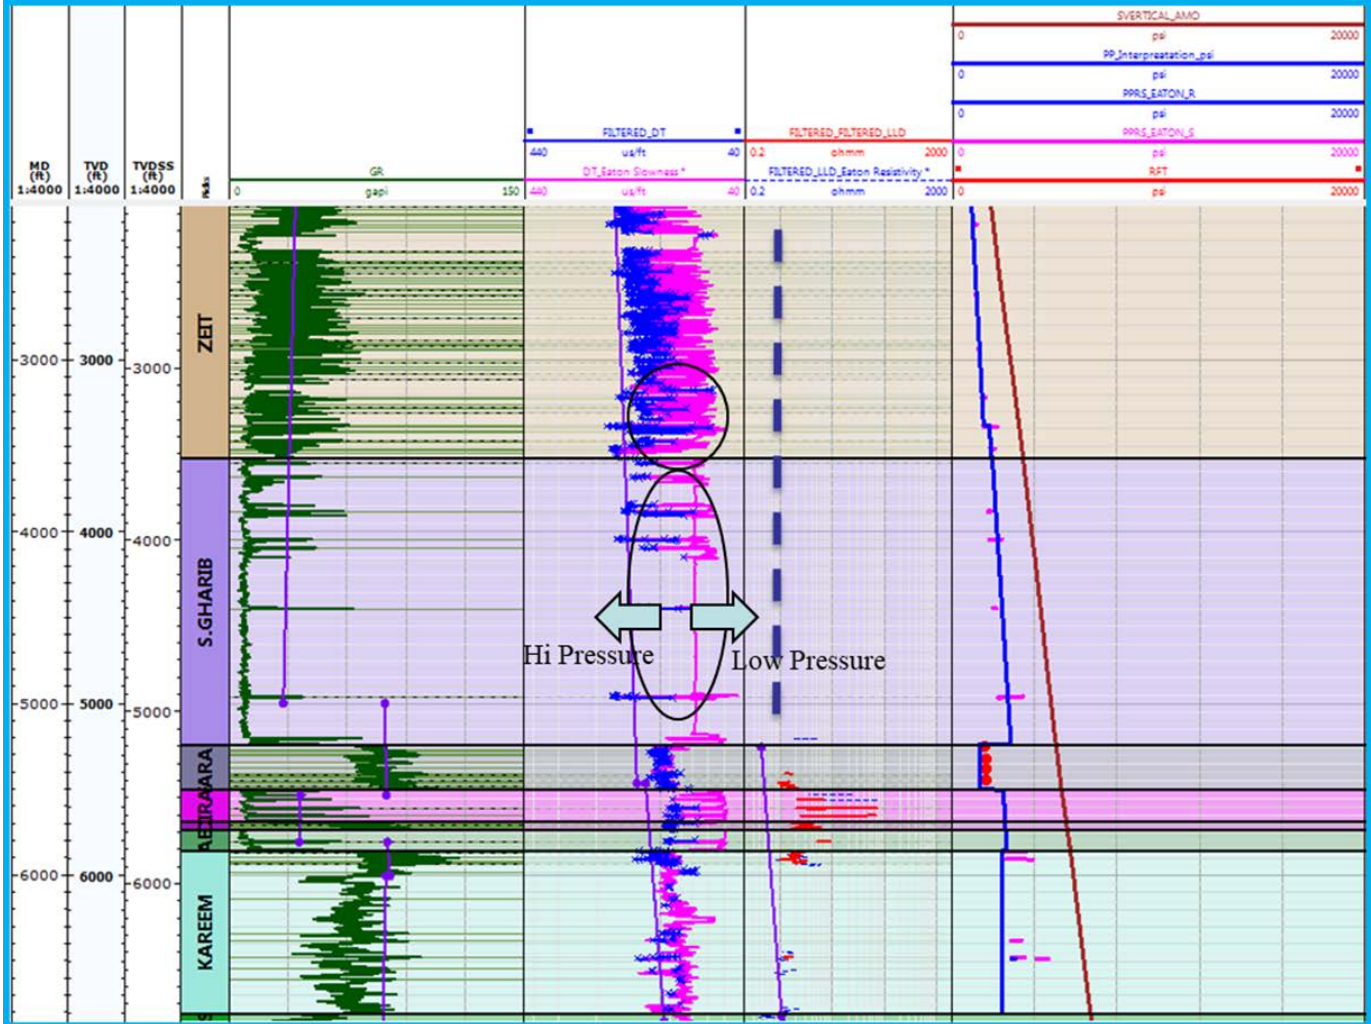 SVERTICAL_AMO
0 psi 20000
PP_Interpreatation_psi
0 psi 20000
PPRS_EATON_R
0 psi 20000
FILTERED_DT
FILTERED_FILTERED_LLD
PPRS_EATON_S
440 us/ft 40
0.2 ohmm 2000
0 psi 20000
MD (ft) 1:4000
TVD (ft) 1:4000
TVDSS (ft) 1:4000
GR
DT_Eaton Slowness *
FILTERED_LLD_Eaton Resistivity *
RFT
0 gapi 150
440 us/ft 40
0.2 ohmm 2000
0 psi 20000
ZEIT
3000 3000 3000
4000 4000 4000
S.GHARIB
Hi Pressure
Low Pressure
5000 5000 5000
6000 6000 6000
KAREEM